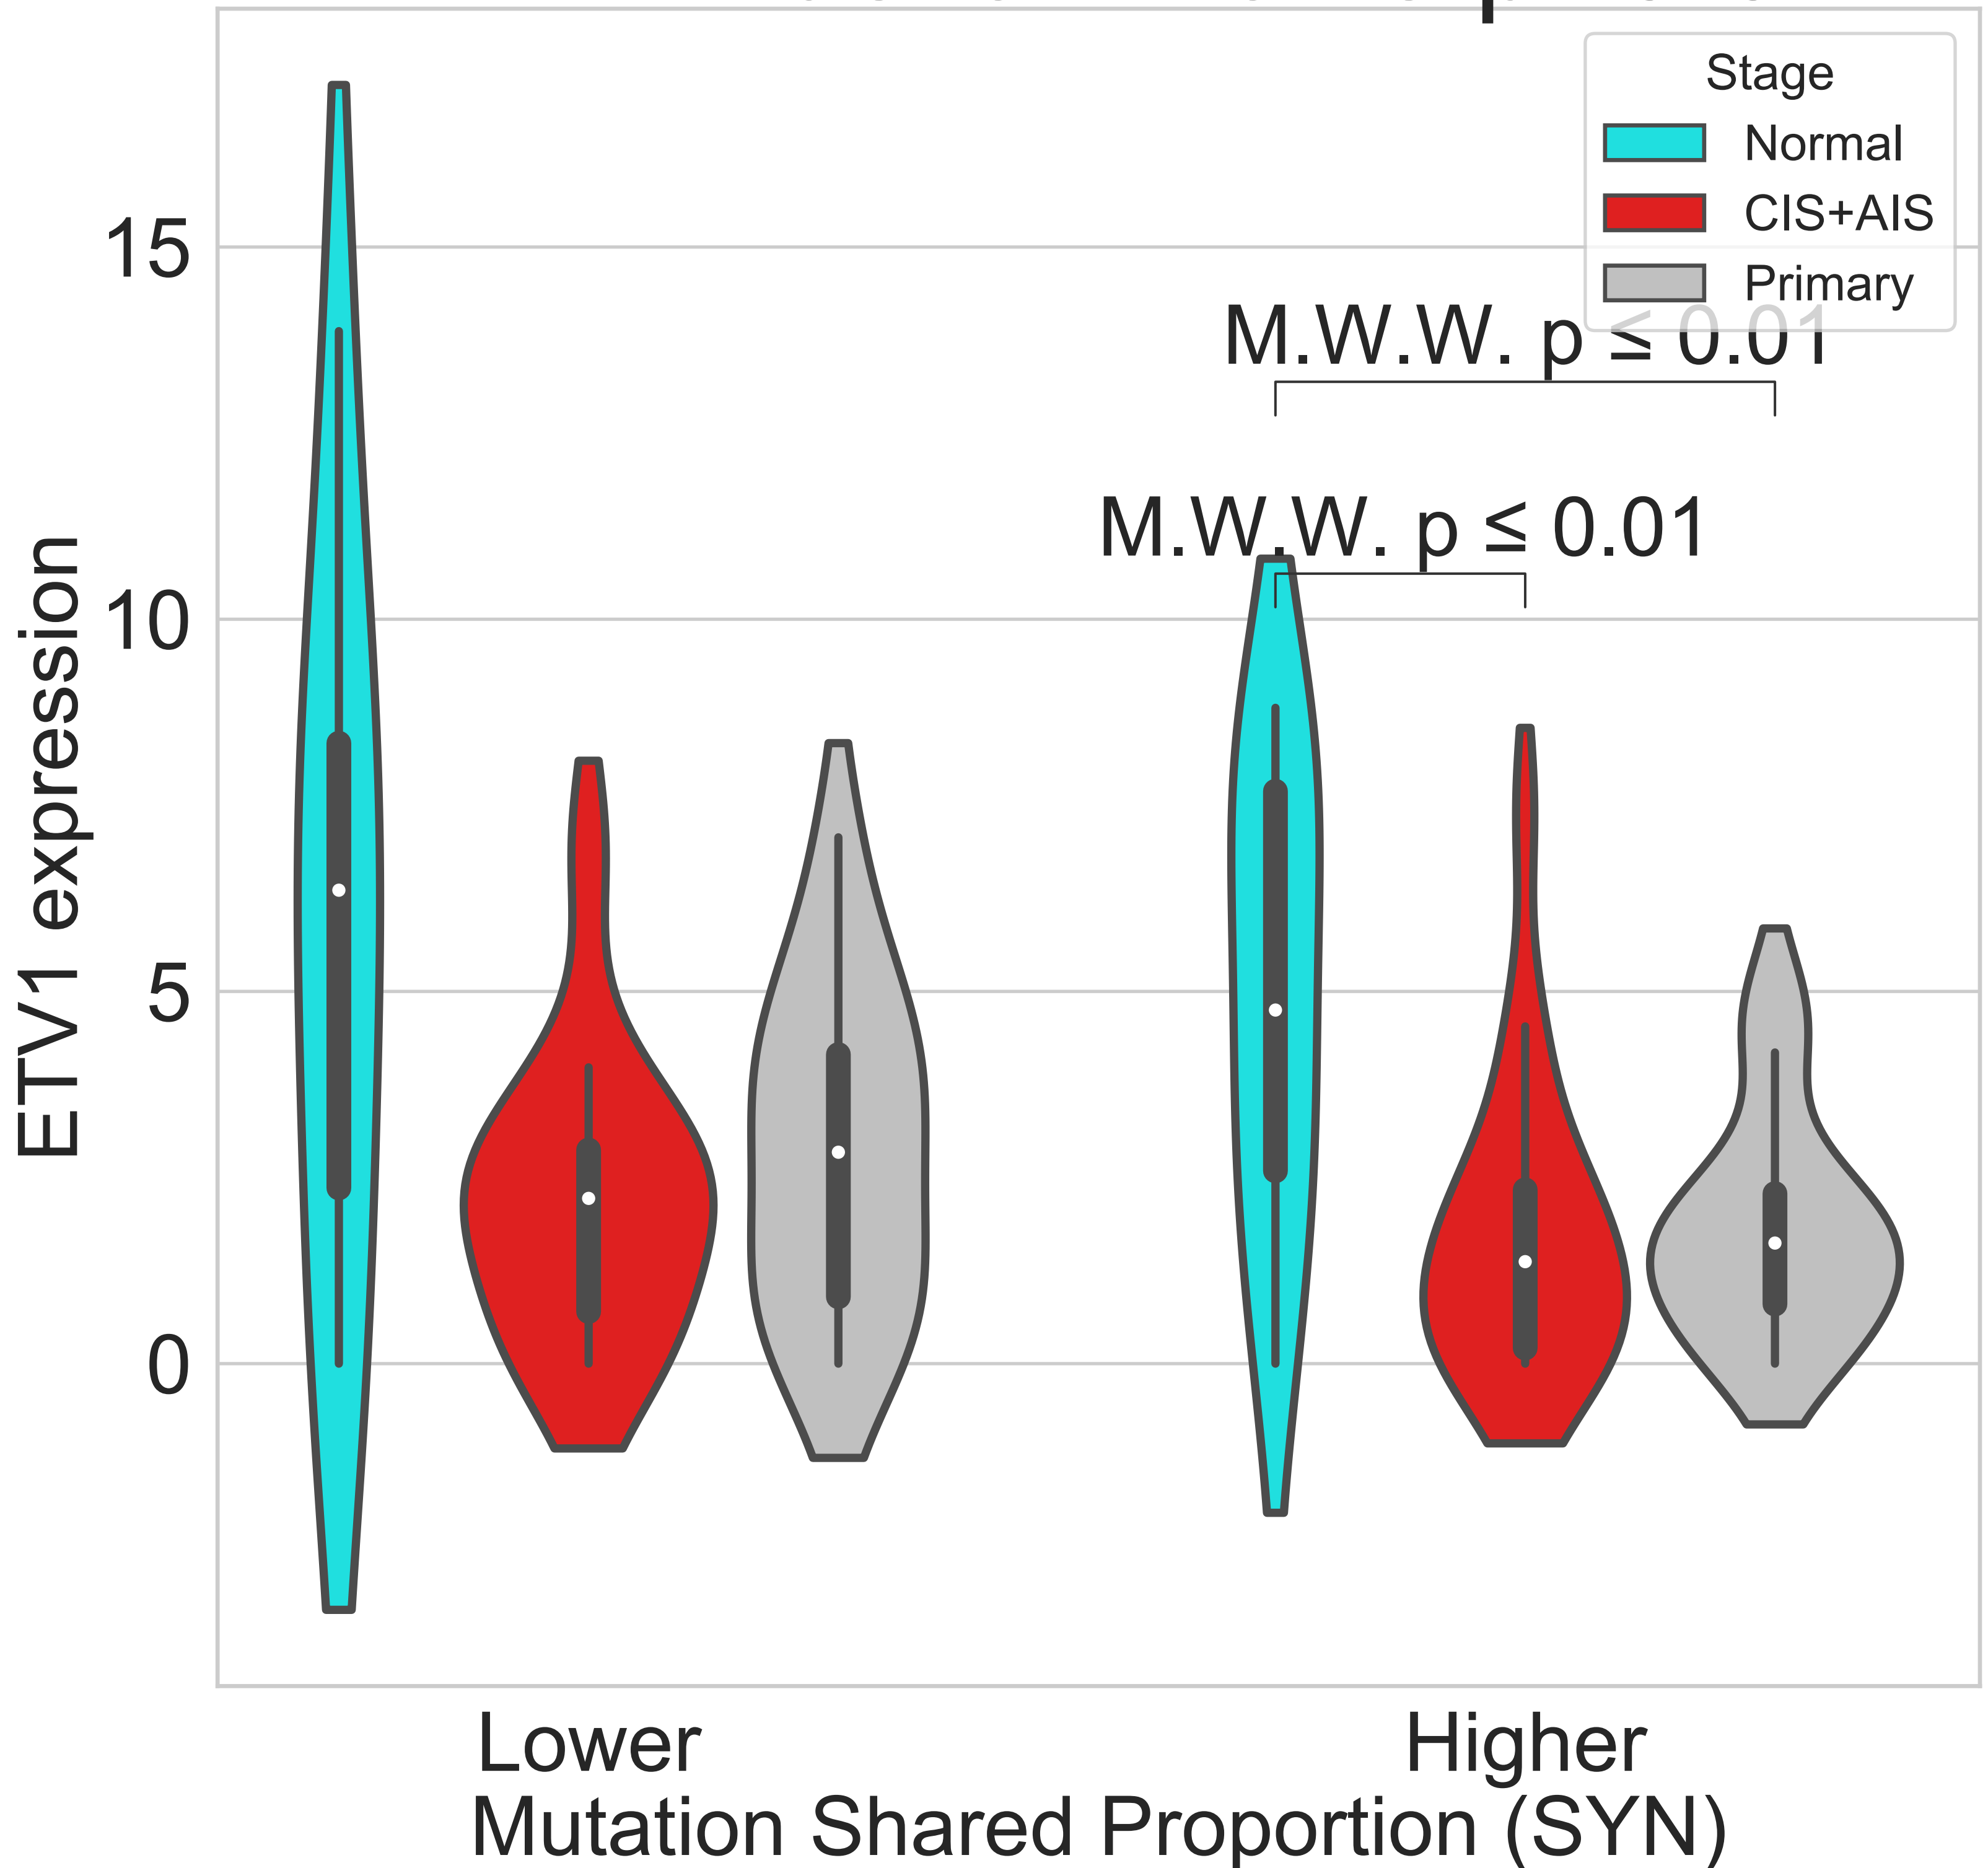 Stage
Normal
CIS+AIS
Primary
M.W.W. p ≤ 0.01
M.W.W. p ≤ 0.01
ETV1 expression
15
10
5
0
Lower
Higher
Mutation Shared Proportion (SYN)